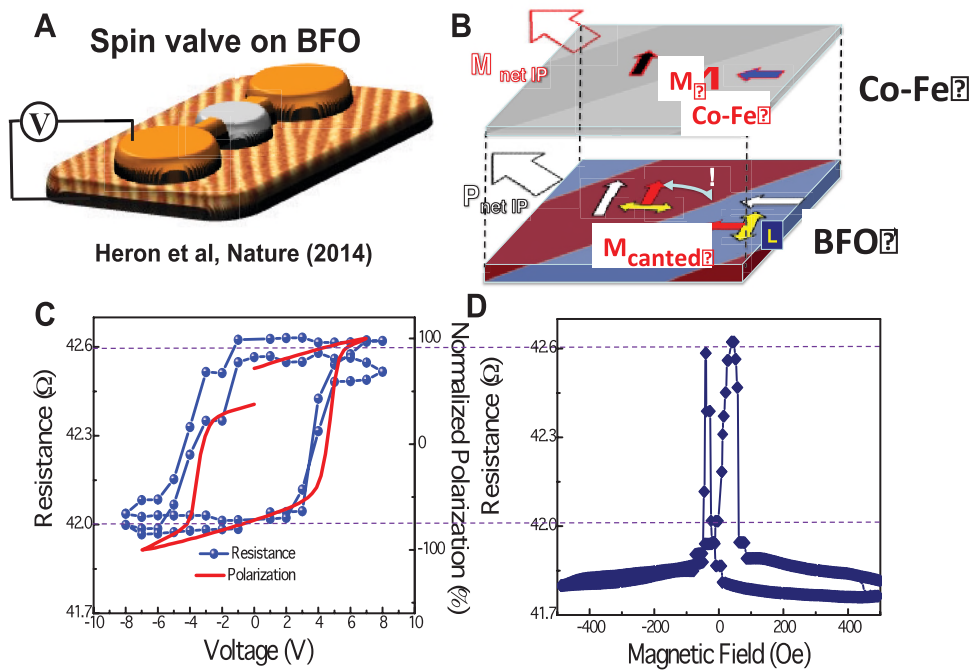 A
Spin valve on BFO
V
Heron et al, Nature (2014)
B
M net IP
M
Co-Fe
Co-Fe
P net IP
!
L
M canted
BFO
C
42.6
42.3
42.0
41.7
Resistance (Ω)
100
0
-100
Normalized Polarization (%)
Resistance
Polarization
-10 -8 -6 -4 -2 0 2 4 6 8 10
Voltage (V)
D
42.6
42.3
42.0
41.7
Resistance (Ω)
-400 -200 0 200 400
Magnetic Field (Oe)